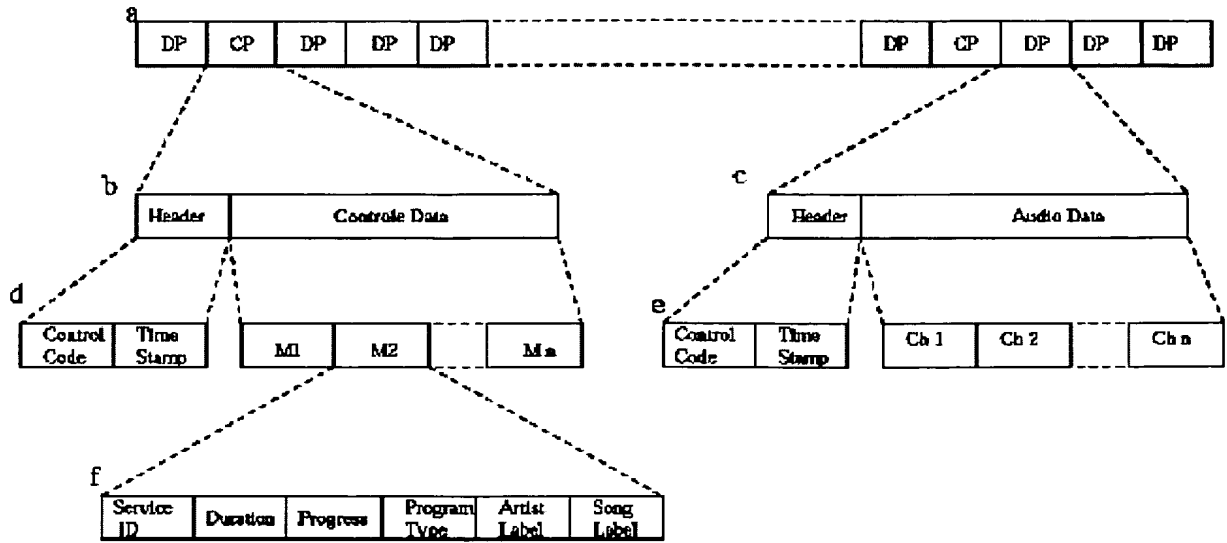 a
DP CP DP DP DP DP CP DP DP DP
b
Header Controle Data
c
Header Audio Data
d
Control Code Time Stamp M1 M2 M n
e
Control Code Time Stamp Ch 1 Ch 2 Ch n
f
Service ID Duration Progress Program Type Artist Label Song Label